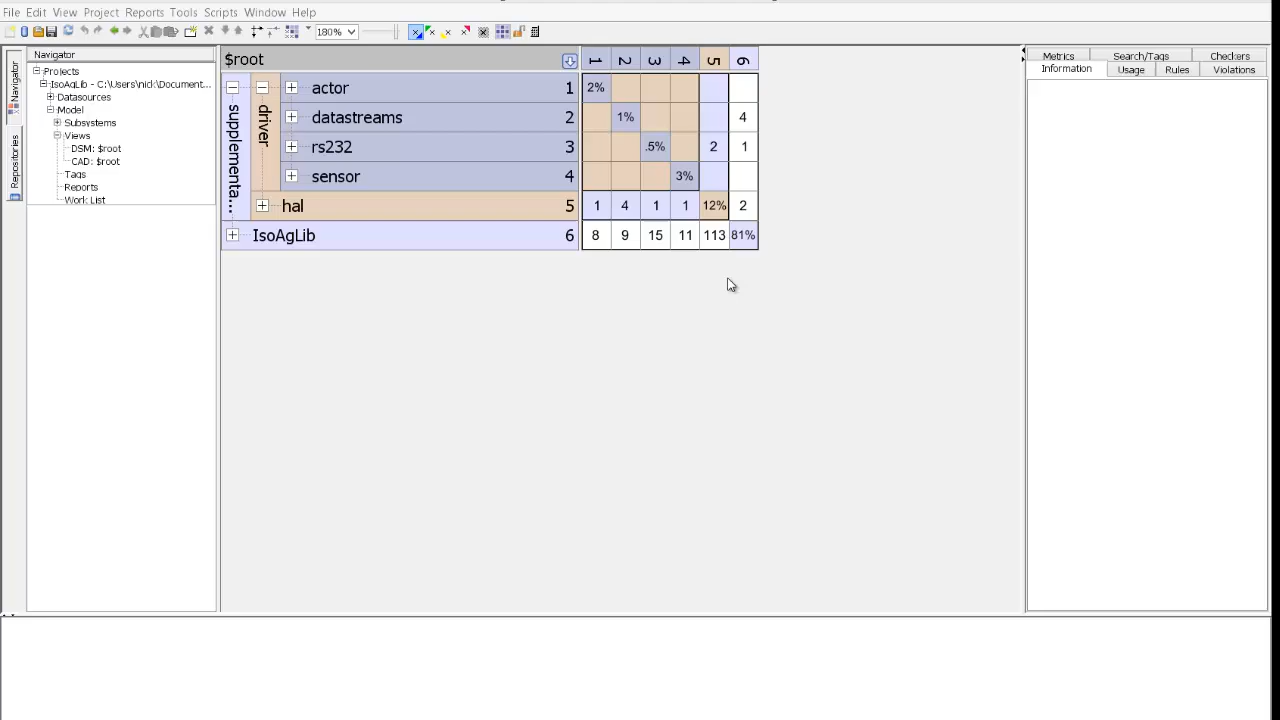 File Edit View Project Reports Tools Scripts Window Help
180%
Navigator
Repositories
Navigator
Projects
IsoAgLib - C:\Users\nick\Document...
Datasources
Model
Subsystems
Views
DSM: $root
CAD: $root
Tags
Reports
Work List
$root 1 2 3 4 5 6
supplementa...
driver
actor 1 2%
datastreams 2 1% 4
rs232 3 .5% 2 1
sensor 4 3%
hal 5 1 4 1 1 12% 2
IsoAgLib 6 8 9 15 11 113 81%
Metrics Search/Tags Checkers
Information Usage Rules Violations